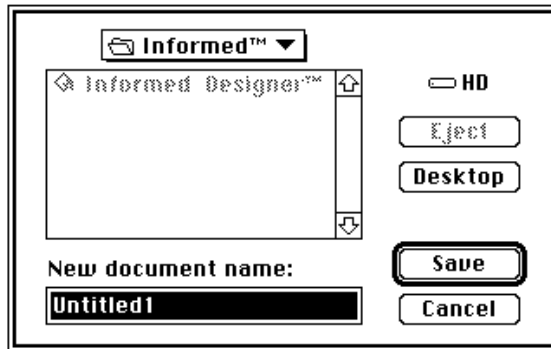 Informed™
Informed Designer™
HD
Eject
Desktop
New document name:
Save
Untitled1
Cancel